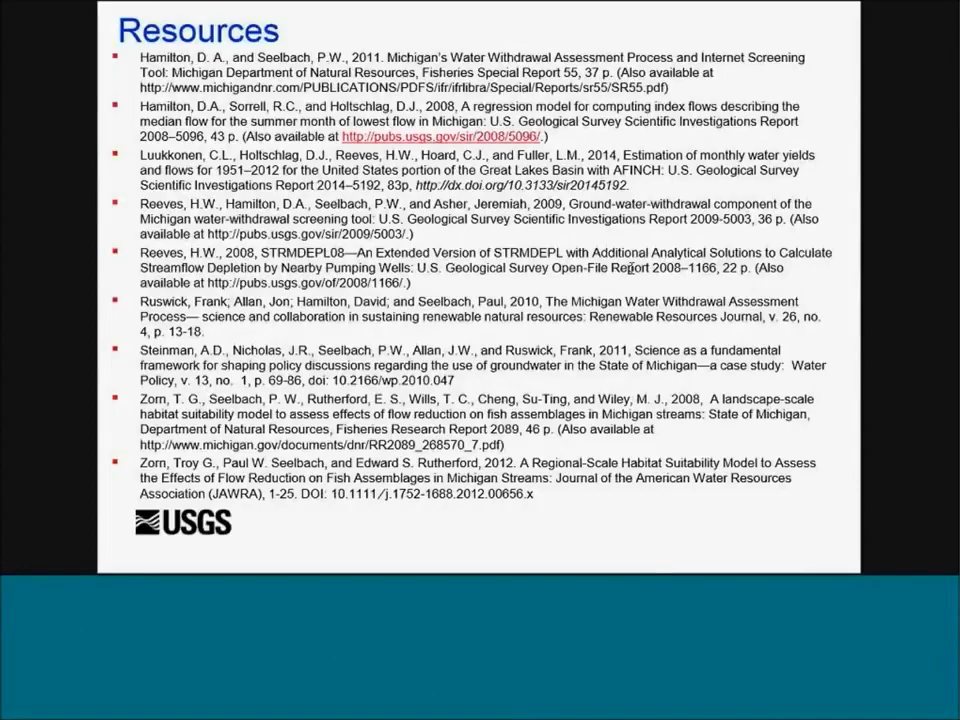 Resources
Hamilton, D. A., and Seelbach, P.W., 2011. Michigan's Water Withdrawal Assessment Process and Internet Screening
Tool: Michigan Department of Natural Resources, Fisheries Special Report 55, 37 p. (Also available at
http://www.michigandnr.com/PUBLICATIONS/PDFS/ifr/ifrlibra/Special/Reports/sr55/SR55.pdf)
Hamilton, D.A., Sorrell, R.C., and Holtschlag, D.J., 2008, A regression model for computing index flows describing the
median flow for the summer month of lowest flow in Michigan: U.S. Geological Survey Scientific Investigations Report
2008–5096, 43 p. (Also available at http://pubs.usgs.gov/sir/2008/5096/.)
Luukkonen, C.L., Holtschlag, D.J., Reeves, H.W., Hoard, C.J., and Fuller, L.M., 2014, Estimation of monthly water yields
and flows for 1951–2012 for the United States portion of the Great Lakes Basin with AFINCH: U.S. Geological Survey
Scientific Investigations Report 2014–5192, 83p, http://dx.doi.org/10.3133/sir20145192.
Reeves, H.W., Hamilton, D.A., Seelbach, P.W., and Asher, Jeremiah, 2009, Ground-water-withdrawal component of the
Michigan water-withdrawal screening tool: U.S. Geological Survey Scientific Investigations Report 2009-5003, 36 p. (Also
available at http://pubs.usgs.gov/sir/2009/5003/.)
Reeves, H.W., 2008, STRMDEPL08—An Extended Version of STRMDEPL with Additional Analytical Solutions to Calculate
Streamflow Depletion by Nearby Pumping Wells: U.S. Geological Survey Open-File Report 2008–1166, 22 p. (Also
available at http://pubs.usgs.gov/of/2008/1166/.)
Ruswick, Frank; Allan, Jon; Hamilton, David; and Seelbach, Paul, 2010, The Michigan Water Withdrawal Assessment
Process— science and collaboration in sustaining renewable natural resources: Renewable Resources Journal, v. 26, no.
4, p. 13-18.
Steinman, A.D., Nicholas, J.R., Seelbach, P.W., Allan, J.W., and Ruswick, Frank, 2011, Science as a fundamental
framework for shaping policy discussions regarding the use of groundwater in the State of Michigan—a case study: Water
Policy, v. 13, no. 1, p. 69-86, doi: 10.2166/wp.2010.047
Zorn, T. G., Seelbach, P. W., Rutherford, E. S., Wills, T. C., Cheng, Su-Ting, and Wiley, M. J., 2008, A landscape-scale
habitat suitability model to assess effects of flow reduction on fish assemblages in Michigan streams: State of Michigan,
Department of Natural Resources, Fisheries Research Report 2089, 46 p. (Also available at
http://www.michigan.gov/documents/dnr/RR2089_268570_7.pdf)
Zorn, Troy G., Paul W. Seelbach, and Edward S. Rutherford, 2012. A Regional-Scale Habitat Suitability Model to Assess
the Effects of Flow Reduction on Fish Assemblages in Michigan Streams: Journal of the American Water Resources
Association (JAWRA), 1-25. DOI: 10.1111 ⁄ j.1752-1688.2012.00656.x
USGS